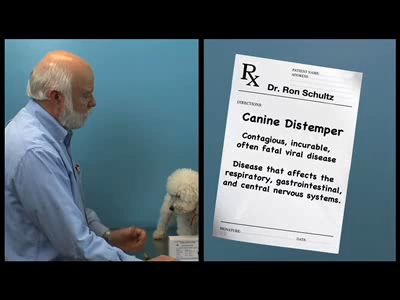 PATIENT NAME:
ADDRESS:
Rx
Dr. Ron Schultz
DIRECTIONS:
Canine Distemper
Contagious, incurable,
often fatal viral disease
Disease that affects the
respiratory, gastrointestinal,
and central nervous systems.
SIGNATURE:
DATE: